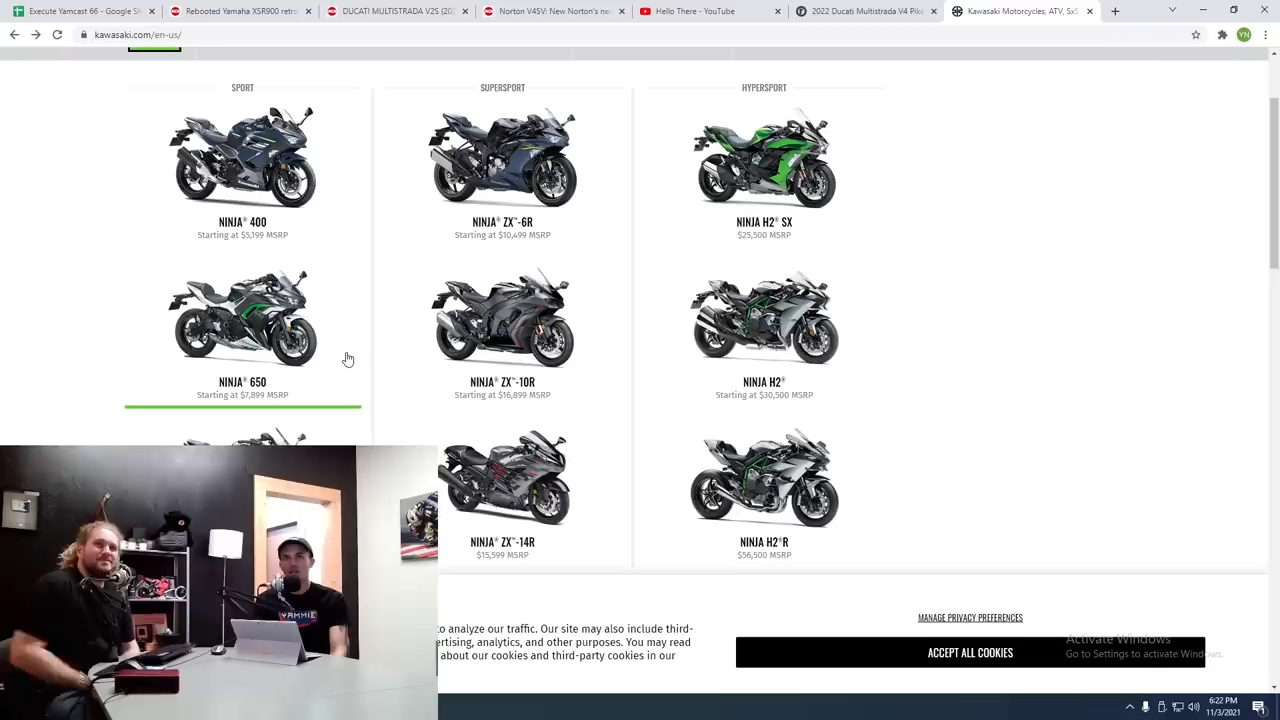 Executive Yamcast 66 - Google Sh
Rebooted Yamaha XSR900 retro
DUCATI MULTISTRADA V2S (202
Norton V4SV: New Norton's re
Hello There - YouTube
2022 Ducati Multistrada V4 Pik
Kawasaki Motorcycles, ATV, SxS
kawasaki.com/en-us/
YN
SPORT
SUPERSPORT
HYPERSPORT
NINJA® 400
Starting at $5,199 MSRP
NINJA® ZX™-6R
Starting at $10,499 MSRP
NINJA H2® SX
$25,500 MSRP
NINJA® 650
Starting at $7,899 MSRP
NINJA® ZX™-10R
Starting at $16,899 MSRP
NINJA H2®
Starting at $30,500 MSRP
NINJA® ZX™-14R
$15,599 MSRP
NINJA H2®R
$56,500 MSRP
to analyze our traffic. Our site may also include third-
ertising, analytics, and other purposes. You may read
about our cookies and third-party cookies in our
MANAGE PRIVACY PREFERENCES
ACCEPT ALL COOKIES
Activate Windows
Go to Settings to activate Windows.
YAMMIE
6:22 PM
11/3/2021